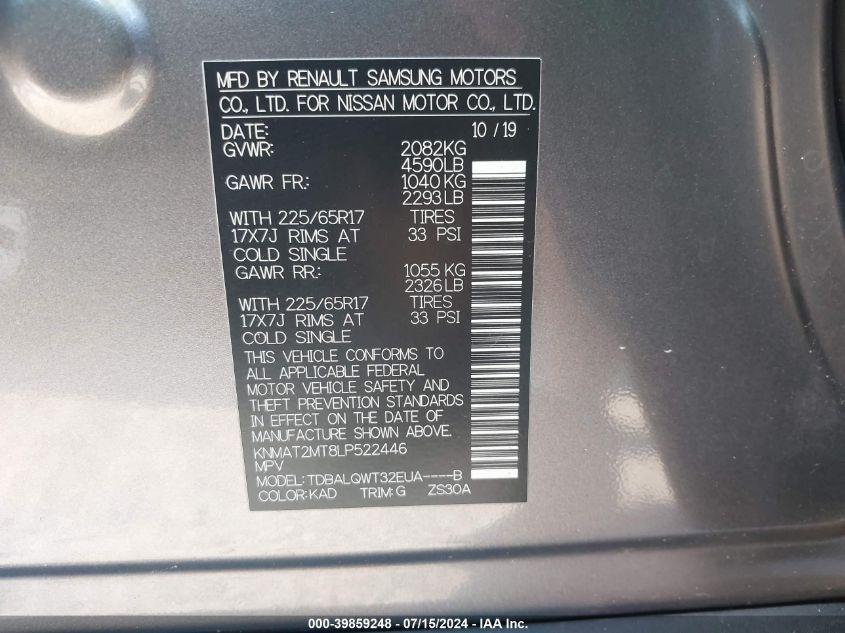 MFD BY RENAULT SAMSUNG MOTORS
CO., LTD. FOR NISSAN MOTOR CO., LTD.
DATE: 10 / 19
GVWR: 2082KG
4590LB
GAWR FR.: 1040 KG
2293LB
WITH 225/65R17 TIRES
17X7J RIMS AT 33 PSI
COLD SINGLE
GAWR RR.: 1055 KG
2326LB
WITH 225/65R17 TIRES
17X7J RIMS AT 33 PSI
COLD SINGLE
THIS VEHICLE CONFORMS TO
ALL APPLICABLE FEDERAL
MOTOR VEHICLE SAFETY AND
THEFT PREVENTION STANDARDS
IN EFFECT ON THE DATE OF
MANUFACTURE SHOWN ABOVE.
KNMAT2MT8LP522446
MPV
MODEL: TDBALQWT32EUA----B
COLOR: KAD TRIM: G ZS30A
000-39859248 - 07/15/2024 - IAA Inc.